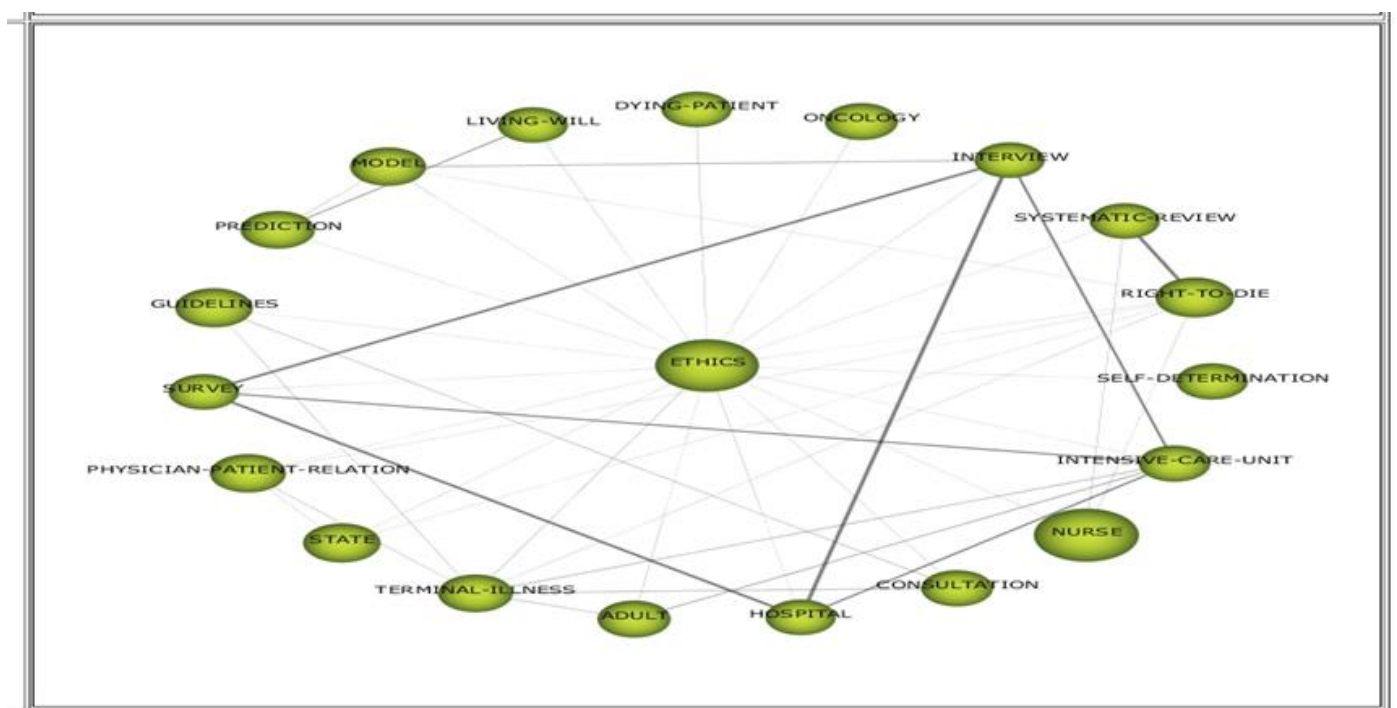 DYING-PATIENT
ONCOLOGY
LIVING-WILL
INTERVIEW
MODEL
SYSTEMATIC-REVIEW
PREDICTION
RIGHT-TO-DIE
GUIDELINES
ETHICS
SELF-DETERMINATION
SURVEY
INTENSIVE-CARE-UNIT
PHYSICIAN-PATIENT-RELATION
NURSE
STATE
CONSULTATION
TERMINAL-ILLNESS
HOSPITAL
ADULT